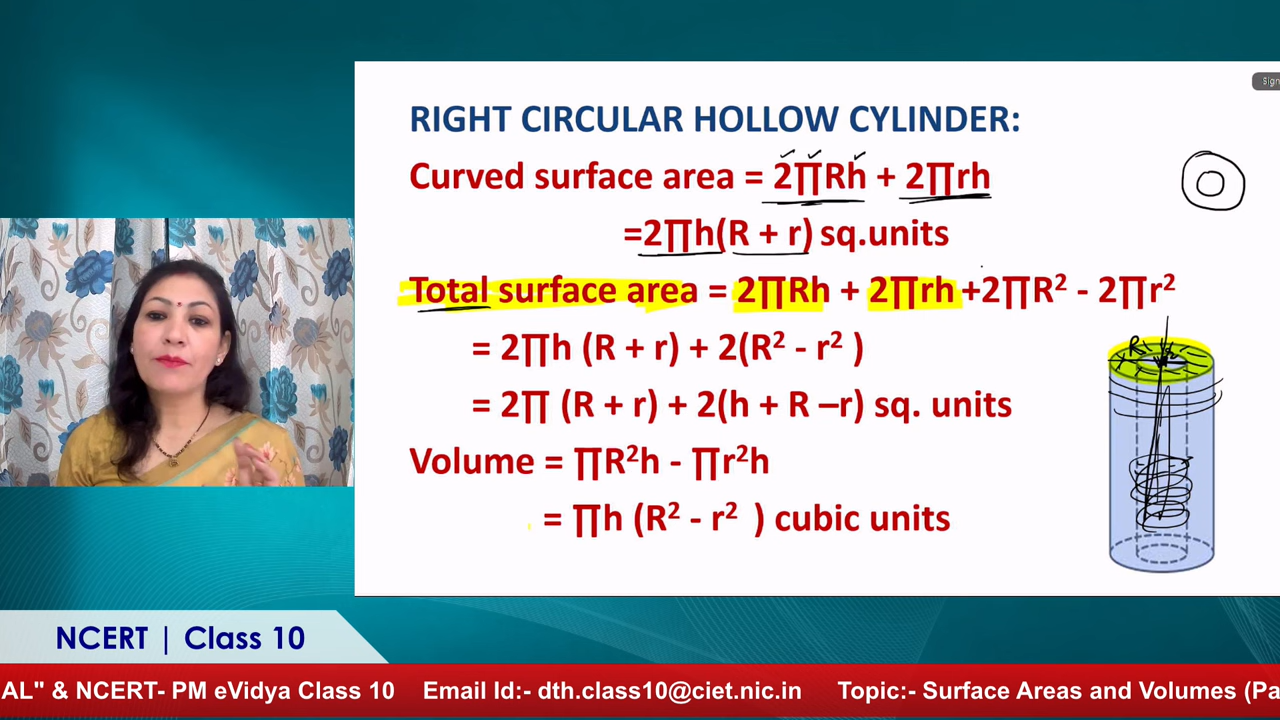 Sign
RIGHT CIRCULAR HOLLOW CYLINDER:
Curved surface area = 2∏Rh + 2∏rh
=2∏h(R + r) sq.units
Total surface area = 2∏Rh + 2∏rh +2∏R² - 2∏r²
= 2∏h (R + r) + 2(R² - r² )
= 2∏ (R + r) + 2(h + R –r) sq. units
Volume = ∏R²h - ∏r²h
= ∏h (R² - r² ) cubic units
R
NCERT | Class 10
AL" & NCERT- PM eVidya Class 10 Email Id:- dth.class10@ciet.nic.in Topic:- Surface Areas and Volumes (Pa